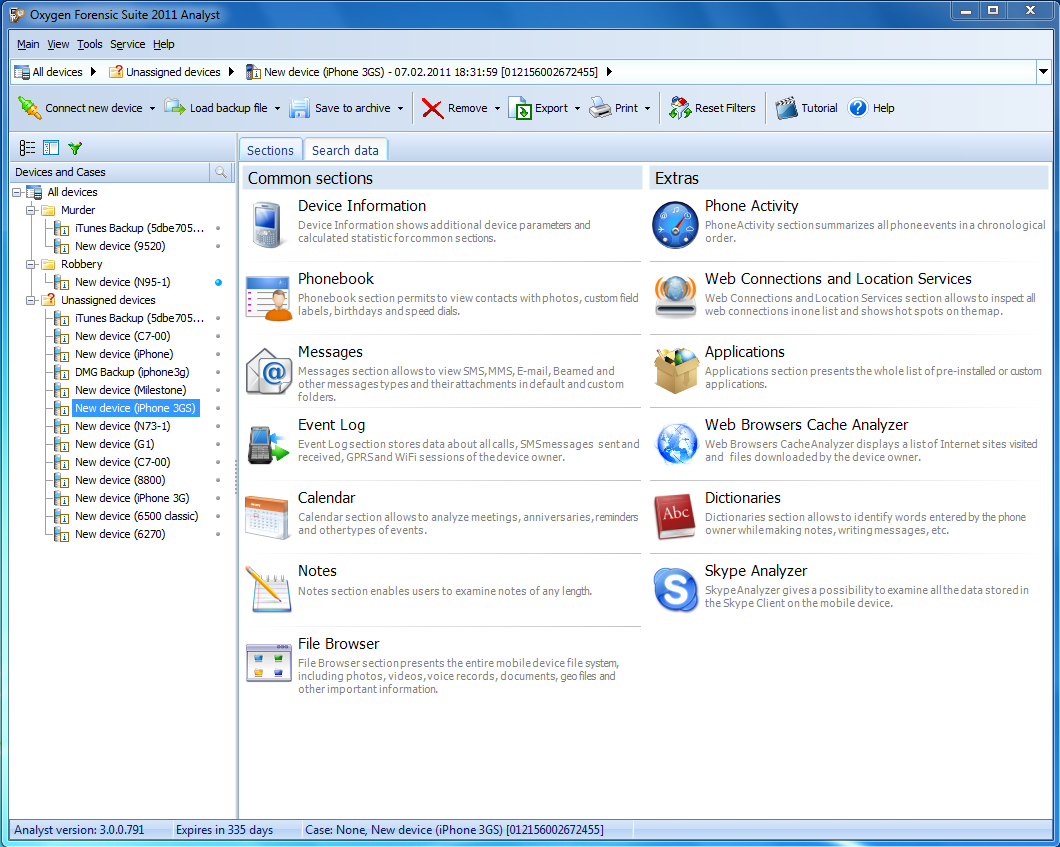 Oxygen Forensic Suite 2011 Analyst
Main View Tools Service Help
All devices Unassigned devices New device (iPhone 3GS) - 07.02.2011 18:31:59 [012156002672455]
Connect new device Load backup file Save to archive Remove Export Print Reset Filters Tutorial Help
Devices and Cases
All devices
Murder
iTunes Backup (5dbe705...
New device (9520)
Robbery
New device (N95-1)
Unassigned devices
iTunes Backup (5dbe705...
New device (C7-00)
New device (iPhone)
DMG Backup (iphone3g)
New device (Milestone)
New device (iPhone 3GS)
New device (N73-1)
New device (G1)
New device (C7-00)
New device (8800)
New device (iPhone 3G)
New device (6500 classic)
New device (6270)
Sections Search data
Common sections
Device Information
Device Information shows additional device parameters and
calculated statistic for common sections.
Phonebook
Phonebook section permits to view contacts with photos, custom field
labels, birthdays and speed dials.
Messages
Messages section allows to view SMS, MMS, E-mail, Beamed and
other messages types and their attachments in default and custom
folders.
Event Log
Event Log section stores data about all calls, SMS messages sent and
received, GPRS and WiFi sessions of the device owner.
Calendar
Calendar section allows to analyze meetings, anniversaries, reminders
and other types of events.
Notes
Notes section enables users to examine notes of any length.
File Browser
File Browser section presents the entire mobile device file system,
including photos, videos, voice records, documents, geo files and
other important information.
Extras
Phone Activity
Phone Activity section summarizes all phone events in a chronological
order.
Web Connections and Location Services
Web Connections and Location Services section allows to inspect all
web connections in one list and shows hot spots on the map.
Applications
Applications section presents the whole list of pre-installed or custom
applications.
Web Browsers Cache Analyzer
Web Browsers Cache Analyzer displays a list of Internet sites visited
and files downloaded by the device owner.
Abc
Dictionaries
Dictionaries section allows to identify words entered by the phone
owner while making notes, writing messages, etc.
S
Skype Analyzer
Skype Analyzer gives a possibility to examine all the data stored in
the Skype Client on the mobile device.
Analyst version: 3.0.0.791 Expires in 335 days Case: None, New device (iPhone 3GS) [012156002672455]